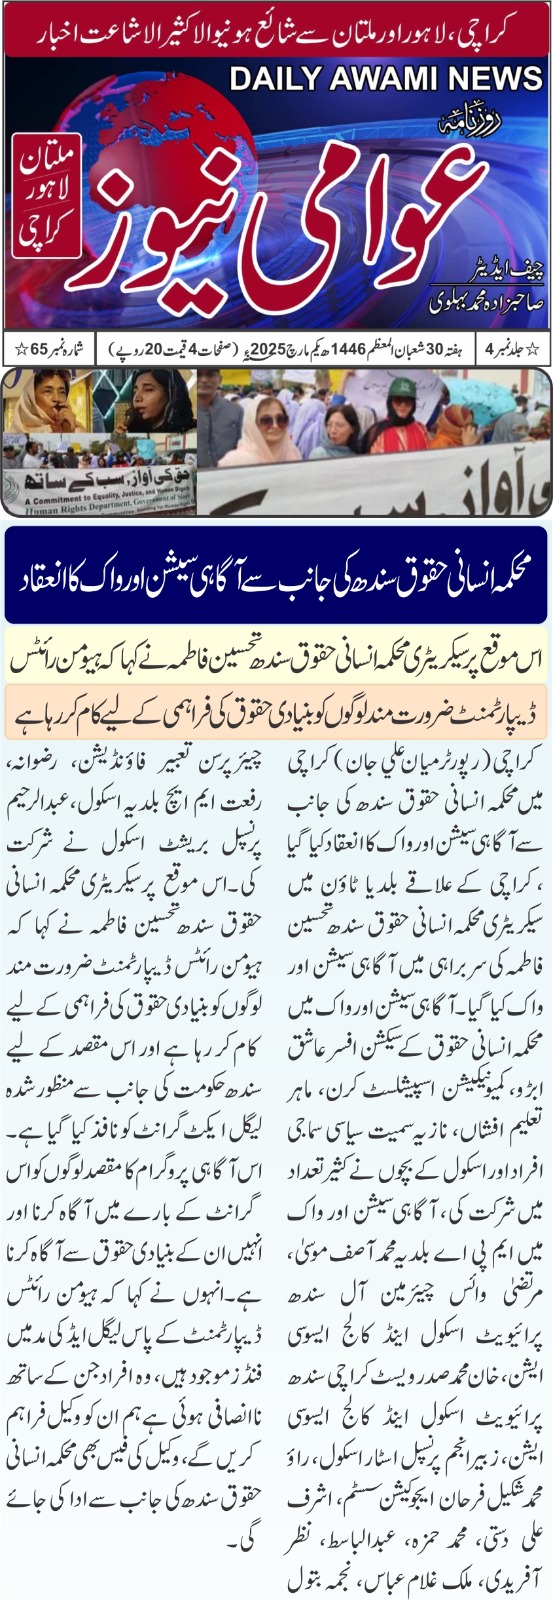 کراچی، لاہور اور ملتان سے شائع ہونیوالا کثیرالاشاعت اخبار
DAILY AWAMI NEWS
روزنامہ
عوامی نیوز
ملتان
لاہور
کراچی
چیف ایڈیٹر
صاحبزادہ محمد پہلوی
☆ جلد نمبر 4
ہفتہ 30 شعبان المعظم 1446ھ یکم مارچ 2025ء (صفحات 4 قیمت 20 روپے)
شمارہ نمبر 65 ☆
حق کی آواز، سب کے ساتھ
A Commitment to Equality, Justice, and Human Rights
Human Rights Department, Government of Sindh
کی آواز، سب کے
محکمہ انسانی حقوق سندھ کی جانب سے آگاہی سیشن اور واک کا انعقاد
اس موقع پر سیکریٹری محکمہ انسانی حقوق سندھ تحسین فاطمہ نے کہا کہ ہیومن رائٹس
ڈیپارٹمنٹ ضرورت مند لوگوں کو بنیادی حقوق کی فراہمی کے لیے کام کر رہا ہے
کراچی (رپورٹر میاں علی جان) کراچی
میں محکمہ انسانی حقوق سندھ کی جانب
سے آگاہی سیشن اور واک کا انعقاد کیا گیا
، کراچی کے علاقے بلدیا ٹاؤن میں
سیکریٹری محکمہ انسانی حقوق سندھ تحسین
فاطمہ کی سربراہی میں آگاہی سیشن اور
واک کیا گیا۔ آگاہی سیشن اور واک میں
محکمہ انسانی حقوق کے سیکشن افسر عاشق
ابڑو، کمیونیکیشن اسپیشلسٹ کرن، ماہر
تعلیم افشاں، نازیہ سمیت سیاسی سماجی
افراد اور اسکول کے بچوں نے کثیر تعداد
میں شرکت کی، آگاہی سیشن اور واک
میں ایم پی اے بلدیہ محمد آصف موسیٰ،
مرتضیٰ وائس چیئرمین آل سندھ
پرائیویٹ اسکول اینڈ کالج ایسوسی
ایشن، خان محمد صدر ویسٹ کراچی سندھ
پرائیویٹ اسکول اینڈ کالج ایسوسی
ایشن، زبیر انجم پرنسپل اسٹار اسکول، راؤ
محمد شکیل فرحان ایجوکیشن سسٹم، اشرف
علی دستی، محمد حمزہ، عبدالباسط، نظر
آفریدی، ملک غلام عباس، نجمہ بتول
چیئر پرسن تعبیر فاؤنڈیشن، رضوانہ،
رفعت ایم ایچ بلدیہ اسکول، عبدالرحیم
پرنسپل بریشٹ اسکول نے شرکت
کی۔ اس موقع پر سیکریٹری محکمہ انسانی
حقوق سندھ تحسین فاطمہ نے کہا کہ
ہیومن رائٹس ڈیپارٹمنٹ ضرورت مند
لوگوں کو بنیادی حقوق کی فراہمی کے لیے
کام کر رہا ہے اور اس مقصد کے لیے
سندھ حکومت کی جانب سے منظور شدہ
لیگل ایکٹ گرانٹ کو نافذ کیا گیا ہے۔
اس آگاہی پروگرام کا مقصد لوگوں کو اس
گرانٹ کے بارے میں آگاہ کرنا اور
انہیں ان کے بنیادی حقوق سے آگاہ کرنا
ہے۔ انہوں نے کہا کہ ہیومن رائٹس
ڈیپارٹمنٹ کے پاس لیگل ایڈ کی مد میں
فنڈز موجود ہیں، وہ افراد جن کے ساتھ
ناانصافی ہوئی ہے ہم ان کو وکیل فراہم
کریں گے، وکیل کی فیس بھی محکمہ انسانی
حقوق سندھ کی جانب سے ادا کی جائے
گی۔